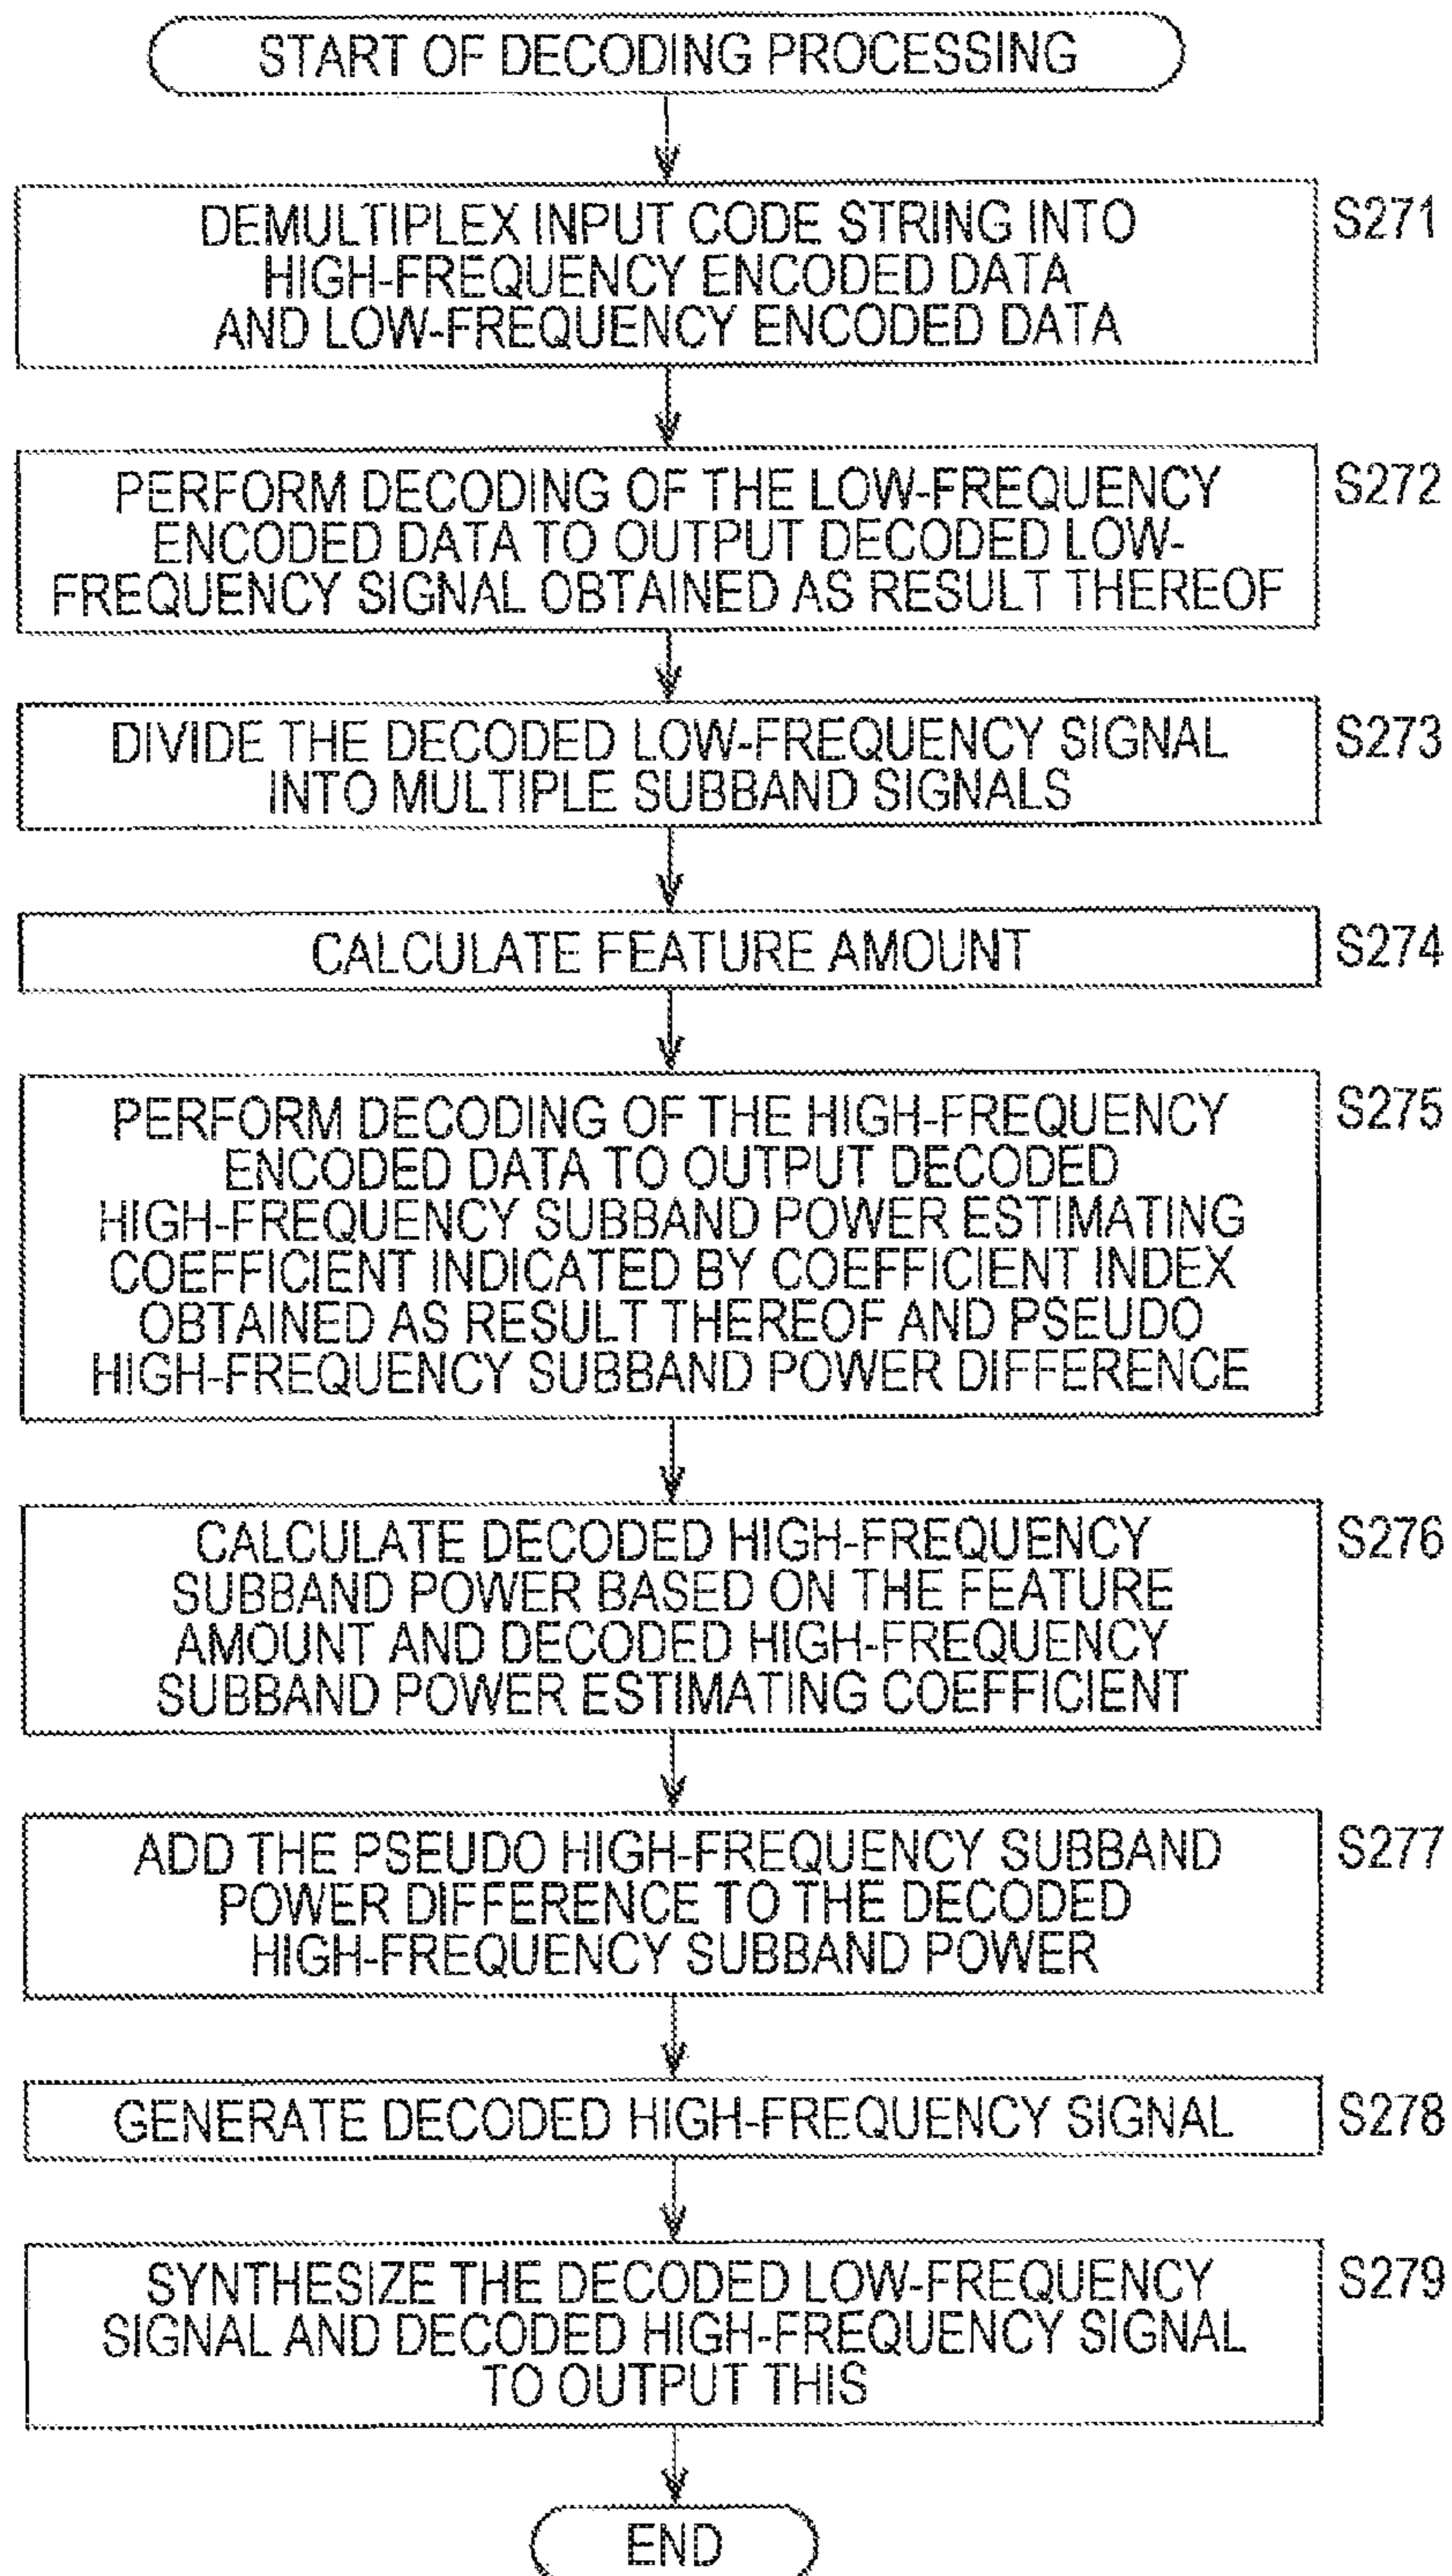 START OF DECODING PROCESSING
DEMULTIPLEX INPUT CODE STRING INTO
HIGH-FREQUENCY ENCODED DATA
AND LOW-FREQUENCY ENCODED DATA
S271
PERFORM DECODING OF THE LOW-FREQUENCY
ENCODED DATA TO OUTPUT DECODED LOW-
FREQUENCY SIGNAL OBTAINED AS RESULT THEREOF
S272
DIVIDE THE DECODED LOW-FREQUENCY SIGNAL
INTO MULTIPLE SUBBAND SIGNALS
S273
CALCULATE FEATURE AMOUNT
S274
PERFORM DECODING OF THE HIGH-FREQUENCY
ENCODED DATA TO OUTPUT DECODED
HIGH-FREQUENCY SUBBAND POWER ESTIMATING
COEFFICIENT INDICATED BY COEFFICIENT INDEX
OBTAINED AS RESULT THEREOF AND PSEUDO
HIGH-FREQUENCY SUBBAND POWER DIFFERENCE
S275
CALCULATE DECODED HIGH-FREQUENCY
SUBBAND POWER BASED ON THE FEATURE
AMOUNT AND DECODED HIGH-FREQUENCY
SUBBAND POWER ESTIMATING COEFFICIENT
S276
ADD THE PSEUDO HIGH-FREQUENCY SUBBAND
POWER DIFFERENCE TO THE DECODED
HIGH-FREQUENCY SUBBAND POWER
S277
GENERATE DECODED HIGH-FREQUENCY SIGNAL
S278
SYNTHESIZE THE DECODED LOW-FREQUENCY
SIGNAL AND DECODED HIGH-FREQUENCY SIGNAL
TO OUTPUT THIS
S279
END